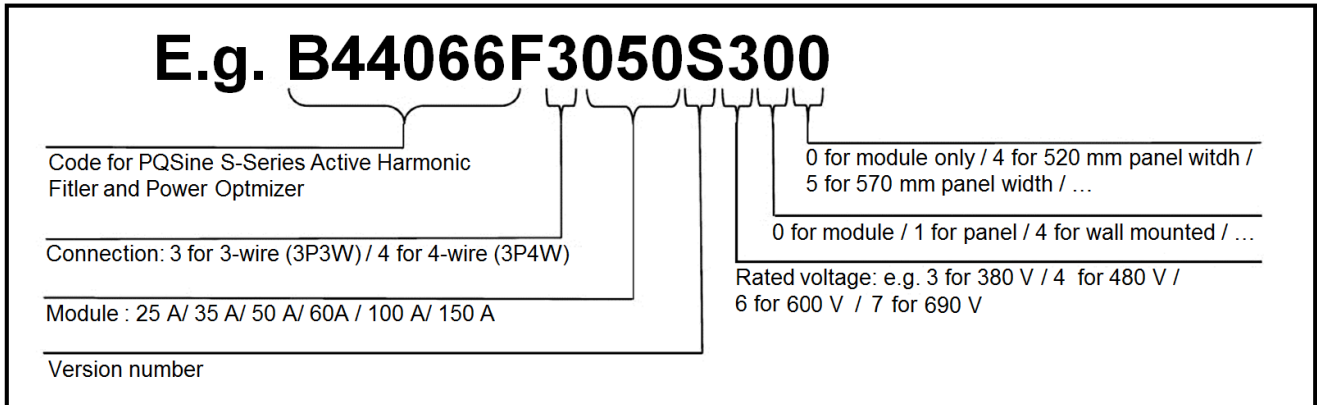 E.g. B44066F3050S300
Code for PQSine S-Series Active Harmonic
Fitler and Power Optmizer
Connection: 3 for 3-wire (3P3W) / 4 for 4-wire (3P4W)
Module : 25 A/ 35 A/ 50 A/ 60A / 100 A/ 150 A
Version number
0 for module only / 4 for 520 mm panel witdh /
5 for 570 mm panel width / ...
0 for module / 1 for panel / 4 for wall mounted / ...
Rated voltage: e.g. 3 for 380 V / 4 for 480 V /
6 for 600 V / 7 for 690 V